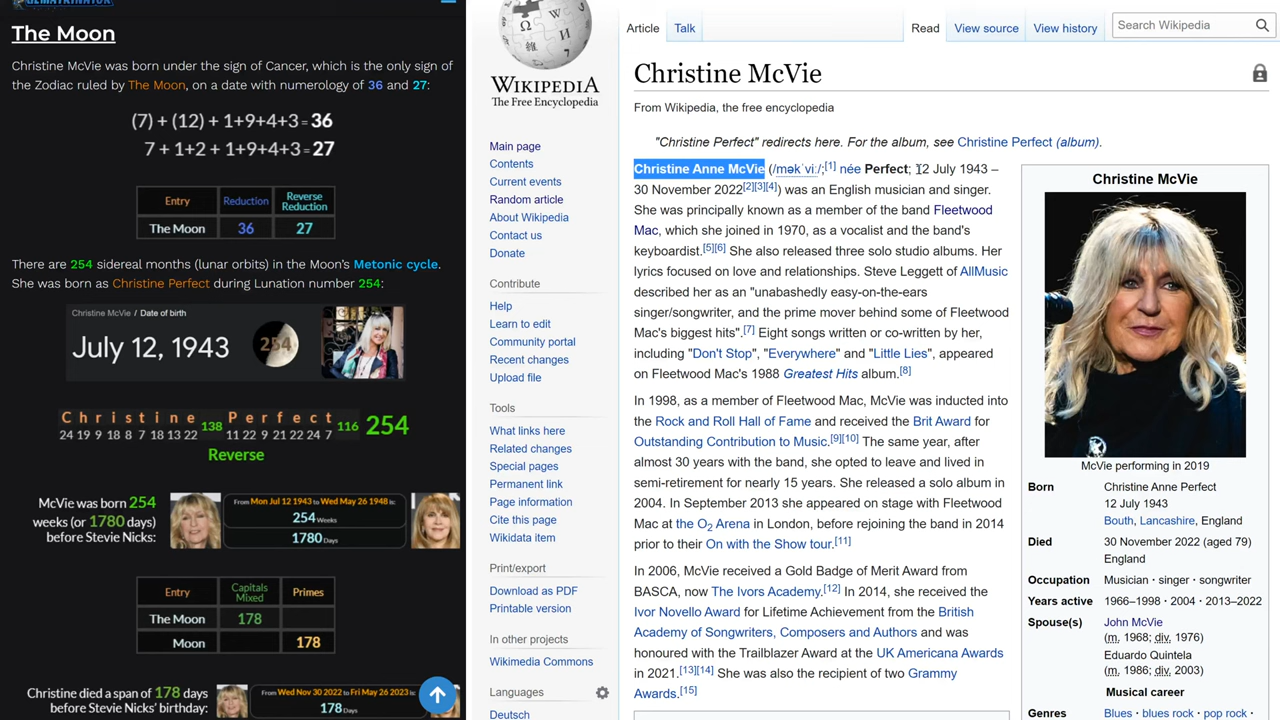 The Moon
Christine McVie was born under the sign of Cancer, which is the only sign of
the Zodiac ruled by The Moon, on a date with numerology of 36 and 27:
(7) + (12) + 1+9+4+3 = 36
7 + 1+2 + 1+9+4+3 = 27
Entry Reduction Reverse Reduction
The Moon 36 27
There are 254 sidereal months (lunar orbits) in the Moon's Metonic cycle.
She was born as Christine Perfect during Lunation number 254:
Christine McVie / Date of birth
July 12, 1943
254
C h r i s t i n e 138 P e r f e c t 116 254
24 19 9 18 8 7 18 13 22 11 22 9 21 22 24 7
Reverse
McVie was born 254
weeks (or 1780 days)
before Stevie Nicks:
From Mon Jul 12 1943 to Wed May 26 1948 is:
254 Weeks
1780 Days
Entry Capitals Mixed Primes
The Moon 178
Moon 178
Christine died a span of 178 days
before Stevie Nicks' birthday:
From Wed Nov 30 2022 to Fri May 26 2023 is:
178 Days
WIKIPEDIA
The Free Encyclopedia
Main page
Contents
Current events
Random article
About Wikipedia
Contact us
Donate
Contribute
Help
Learn to edit
Community portal
Recent changes
Upload file
Tools
What links here
Related changes
Special pages
Permanent link
Page information
Cite this page
Wikidata item
Print/export
Download as PDF
Printable version
In other projects
Wikimedia Commons
Languages
Deutsch
Article Talk Read View source View history Search Wikipedia
Christine McVie
From Wikipedia, the free encyclopedia
"Christine Perfect" redirects here. For the album, see Christine Perfect (album).
Christine Anne McVie (/məkˈviː/;[1] née Perfect; 12 July 1943 –
30 November 2022[2][3][4]) was an English musician and singer.
She was principally known as a member of the band Fleetwood
Mac, which she joined in 1970, as a vocalist and the band's
keyboardist.[5][6] She also released three solo studio albums. Her
lyrics focused on love and relationships. Steve Leggett of AllMusic
described her as an "unabashedly easy-on-the-ears
singer/songwriter, and the prime mover behind some of Fleetwood
Mac's biggest hits".[7] Eight songs written or co-written by her,
including "Don't Stop", "Everywhere" and "Little Lies", appeared
on Fleetwood Mac's 1988 Greatest Hits album.[8]
In 1998, as a member of Fleetwood Mac, McVie was inducted into
the Rock and Roll Hall of Fame and received the Brit Award for
Outstanding Contribution to Music.[9][10] The same year, after
almost 30 years with the band, she opted to leave and lived in
semi-retirement for nearly 15 years. She released a solo album in
2004. In September 2013 she appeared on stage with Fleetwood
Mac at the O2 Arena in London, before rejoining the band in 2014
prior to their On with the Show tour.[11]
In 2006, McVie received a Gold Badge of Merit Award from
BASCA, now The Ivors Academy.[12] In 2014, she received the
Ivor Novello Award for Lifetime Achievement from the British
Academy of Songwriters, Composers and Authors and was
honoured with the Trailblazer Award at the UK Americana Awards
in 2021.[13][14] She was also the recipient of two Grammy
Awards.[15]
Christine McVie
McVie performing in 2019
Born Christine Anne Perfect
12 July 1943
Bouth, Lancashire, England
Died 30 November 2022 (aged 79)
England
Occupation Musician · singer · songwriter
Years active 1966–1998 · 2004 · 2013–2022
Spouse(s) John McVie
(m. 1968; div. 1976)
Eduardo Quintela
(m. 1986; div. 2003)
Musical career
Genres Blues · blues rock · pop rock ·